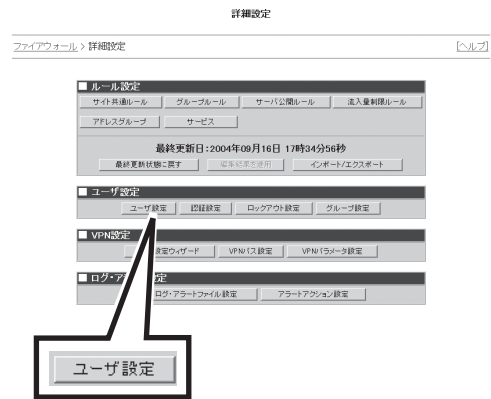 詳細設定
ファイアウォール > 詳細設定 [ヘルプ]
■ ルール設定
サイト共通ルール グループルール サーバ公開ルール 流入量制限ルール
アドレスグループ サービス
最終更新日:2004年09月16日 17時34分56秒
最終更新状態に戻す 編集結果を適用 インポート/エクスポート
■ ユーザ設定
ユーザ設定 認証設定 ロックアウト設定 グループ設定
■ VPN設定
設定ウィザード VPNパス設定 VPNパラメータ設定
■ ログ・ア 定
ログ・アラートファイル設定 アラートアクション設定
ユーザ設定